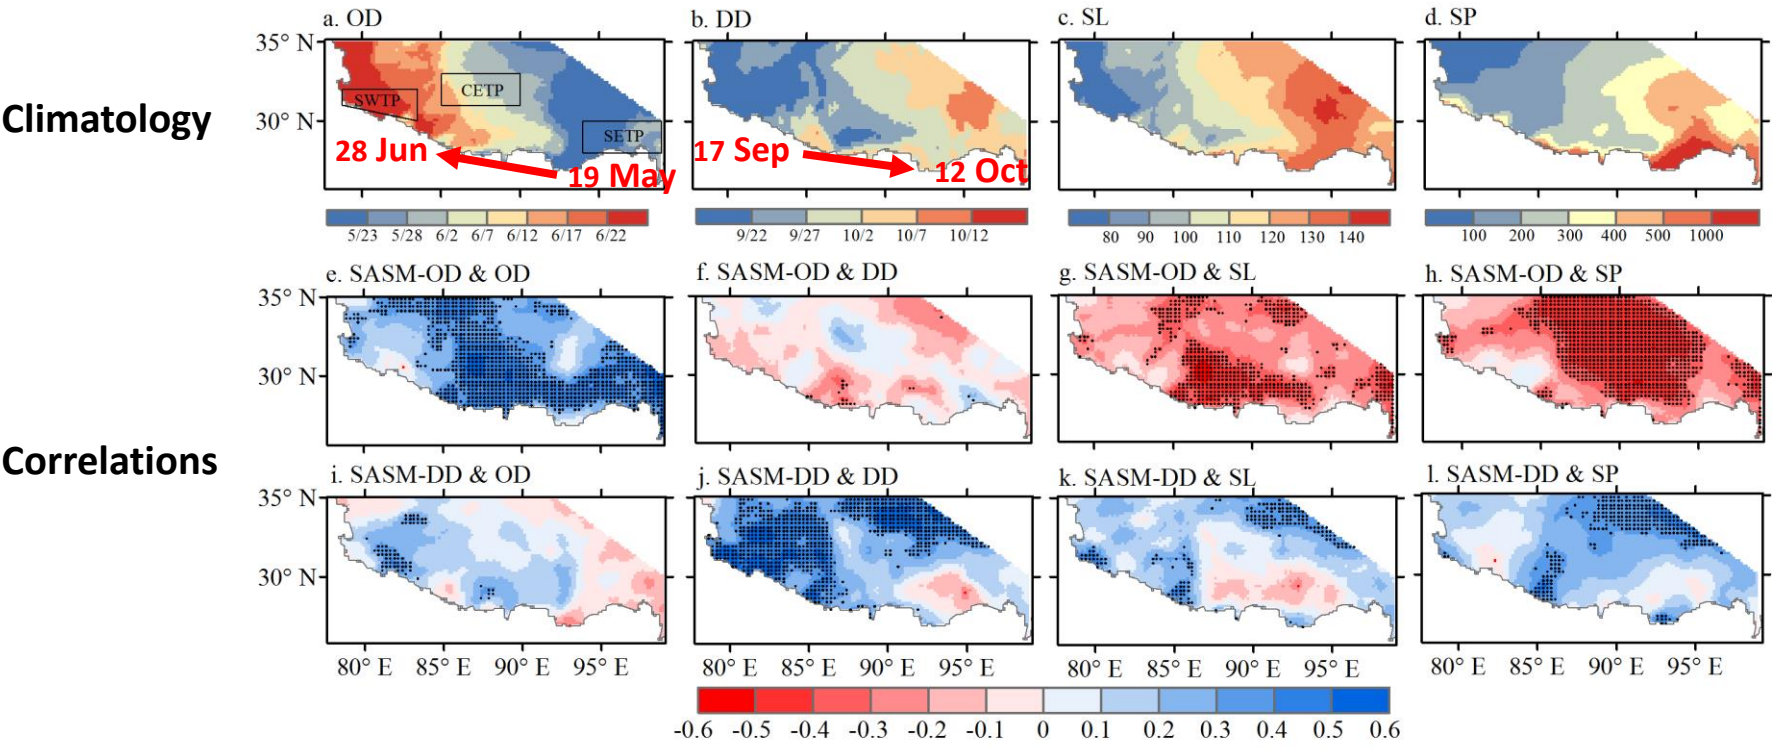 a. OD
b. DD
c. SL
d. SP
Climatology
35° N
30° N
SWTP
CETP
SETP
28 Jun
19 May
17 Sep
12 Oct
5/23 5/28 6/2 6/7 6/12 6/17 6/22
9/22 9/27 10/2 10/7 10/12
80 90 100 110 120 130 140
100 200 300 400 500 1000
e. SASM-OD & OD
f. SASM-OD & DD
g. SASM-OD & SL
h. SASM-OD & SP
35° N
30° N
Correlations
i. SASM-DD & OD
j. SASM-DD & DD
k. SASM-DD & SL
l. SASM-DD & SP
35° N
30° N
80° E 85° E 90° E 95° E
80° E 85° E 90° E 95° E
80° E 85° E 90° E 95° E
80° E 85° E 90° E 95° E
-0.6 -0.5 -0.4 -0.3 -0.2 -0.1 0 0.1 0.2 0.3 0.4 0.5 0.6